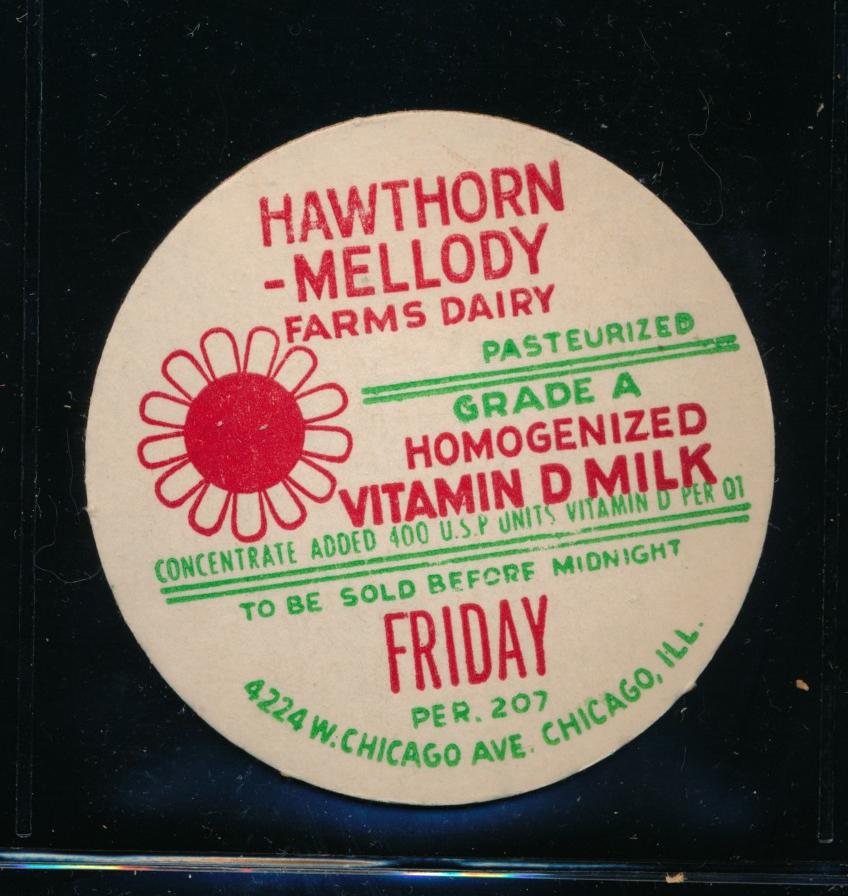 HAWTHORN
-MELLODY
FARMS DAIRY
PASTEURIZED
GRADE A
HOMOGENIZED
VITAMIN D MILK
CONCENTRATE ADDED 400 U.S.P UNITS VITAMIN D PER QT
TO BE SOLD BEFORE MIDNIGHT
FRIDAY
PER. 207
4224 W. CHICAGO AVE. CHICAGO, ILL.